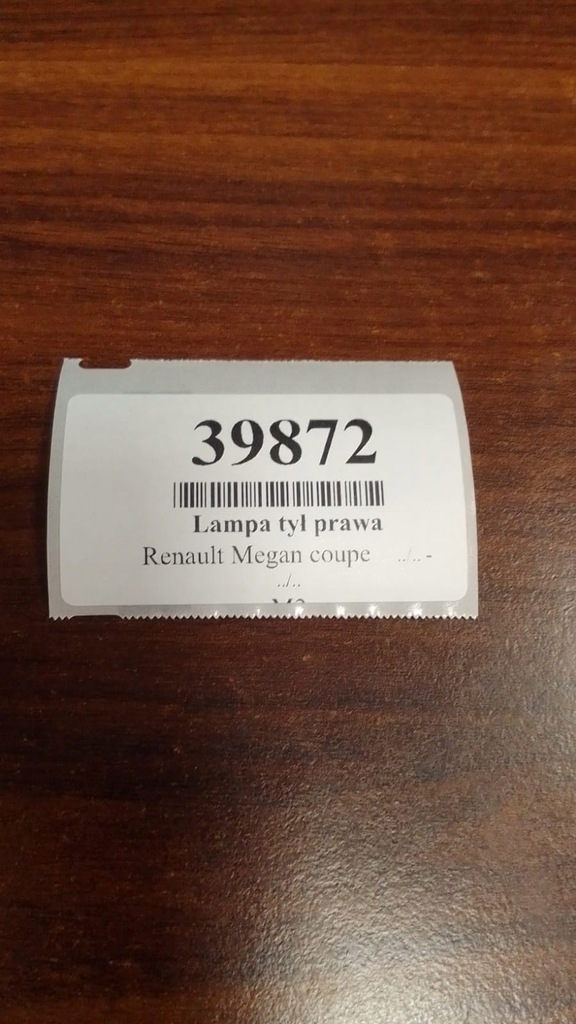 39872
Lampa tył prawa
Renault Megan coupe ../.. -
../..